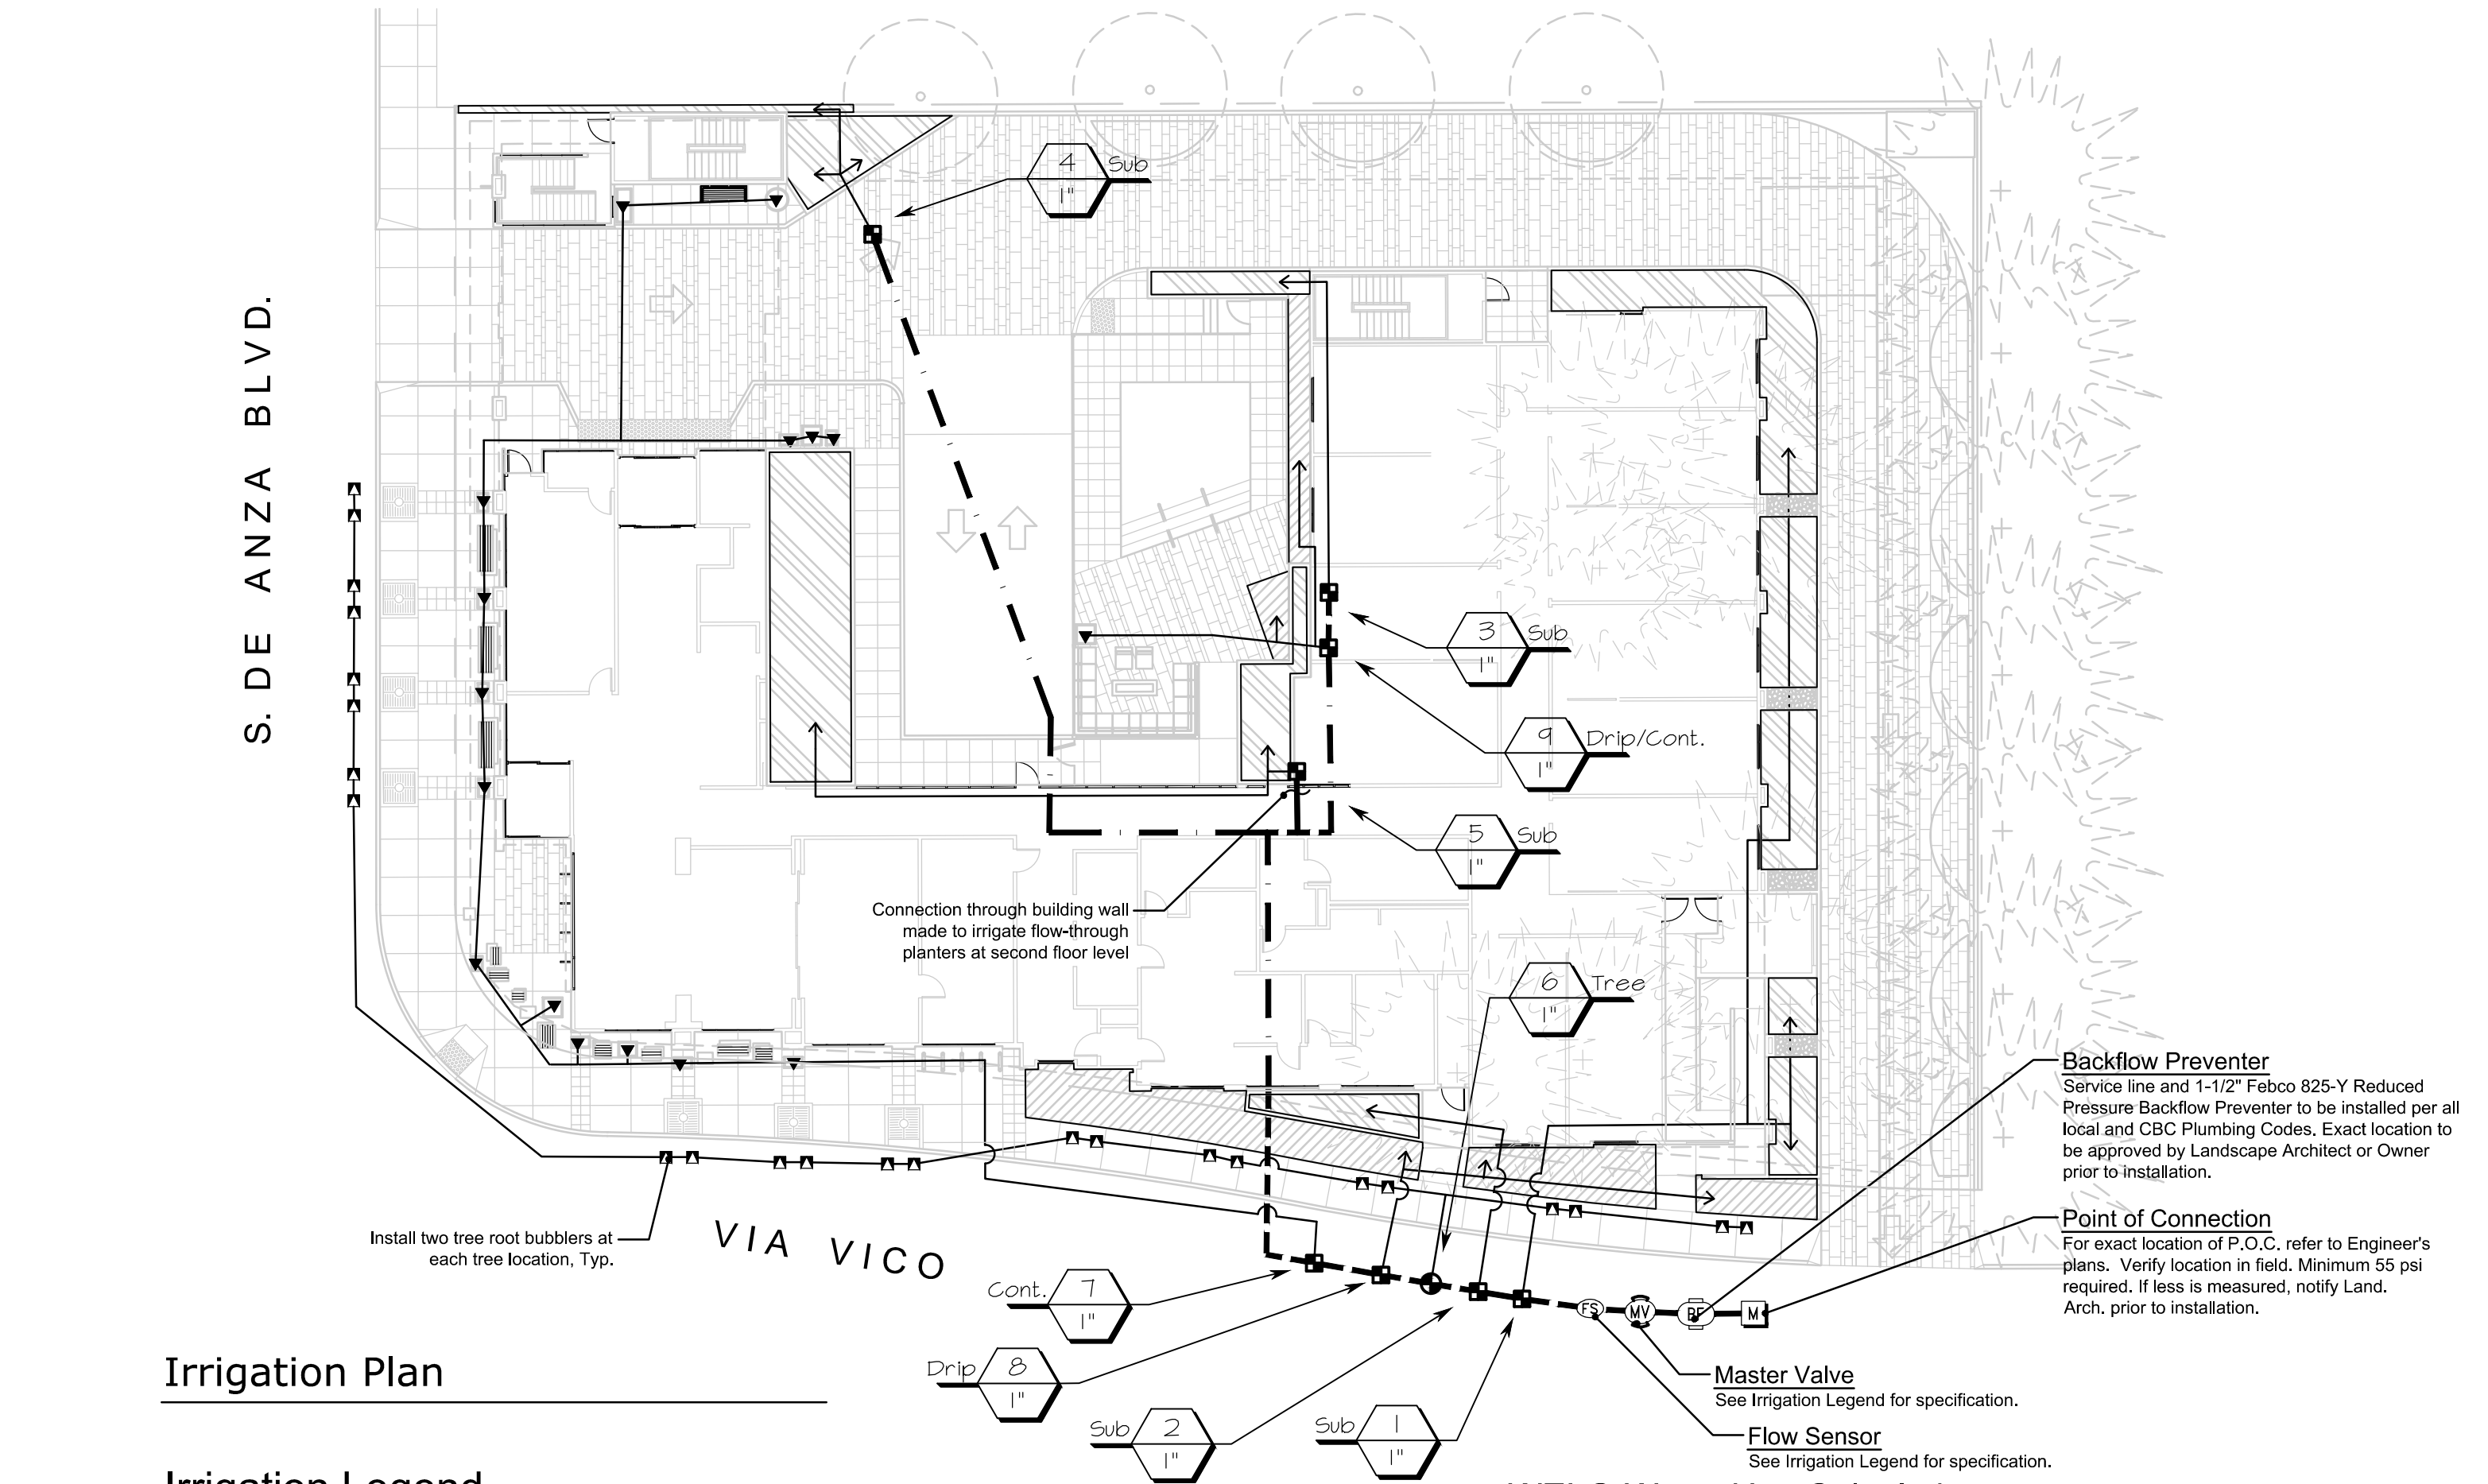 4
Sub
1"
S. DE ANZA BLVD.
3
Sub
1"
9
Drip/Cont.
1"
5
Sub
1"
Connection through building wall
made to irrigate flow-through
planters at second floor level
6
Tree
1"
Backflow Preventer
Service line and 1-1/2" Febco 825-Y Reduced
Pressure Backflow Preventer to be installed per all
local and CBC Plumbing Codes. Exact location to
be approved by Landscape Architect or Owner
prior to installation.
Install two tree root bubblers at
each tree location, Typ.
VIA VICO
Point of Connection
For exact location of P.O.C. refer to Engineer's
plans. Verify location in field. Minimum 55 psi
required. If less is measured, notify Land.
Arch. prior to installation.
Cont.
7
1"
FS
MV
BF
M
Drip
8
1"
Irrigation Plan
Master Valve
See Irrigation Legend for specification.
Sub
2
1"
Sub
1
1"
Flow Sensor
See Irrigation Legend for specification.
Irrigation Legend